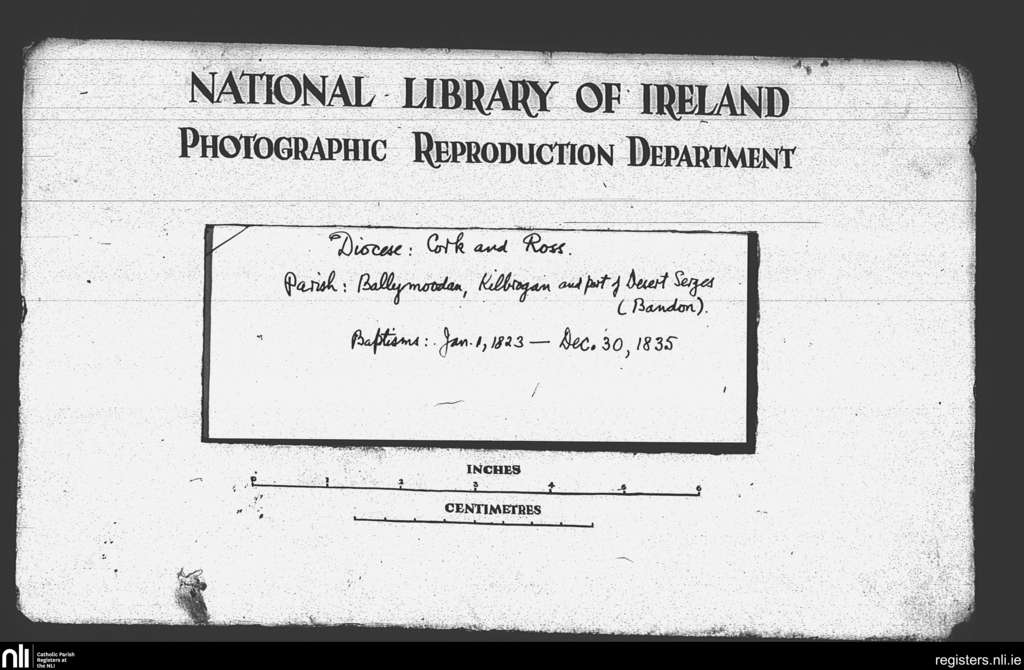 NATIONAL LIBRARY OF IRELAND
PHOTOGRAPHIC REPRODUCTION DEPARTMENT
Diocese: Cork and Ross.
Parish: Ballymoodan, Kilbrogan and part of Desert Serges
(Bandon).
Baptisms: Jan. 1, 1823 — Dec. 30, 1835
INCHES
0 1 2 3 4 5 6
CENTIMETRES
nli Catholic Parish
Registers at
the NLI
registers.nli.ie